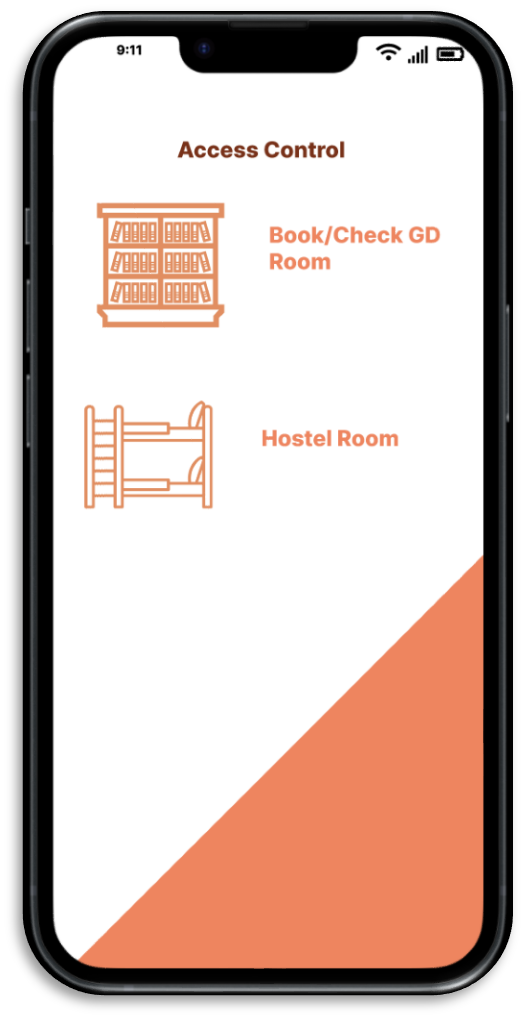 9:11
Access Control
Book/Check GD
Room
Hostel Room